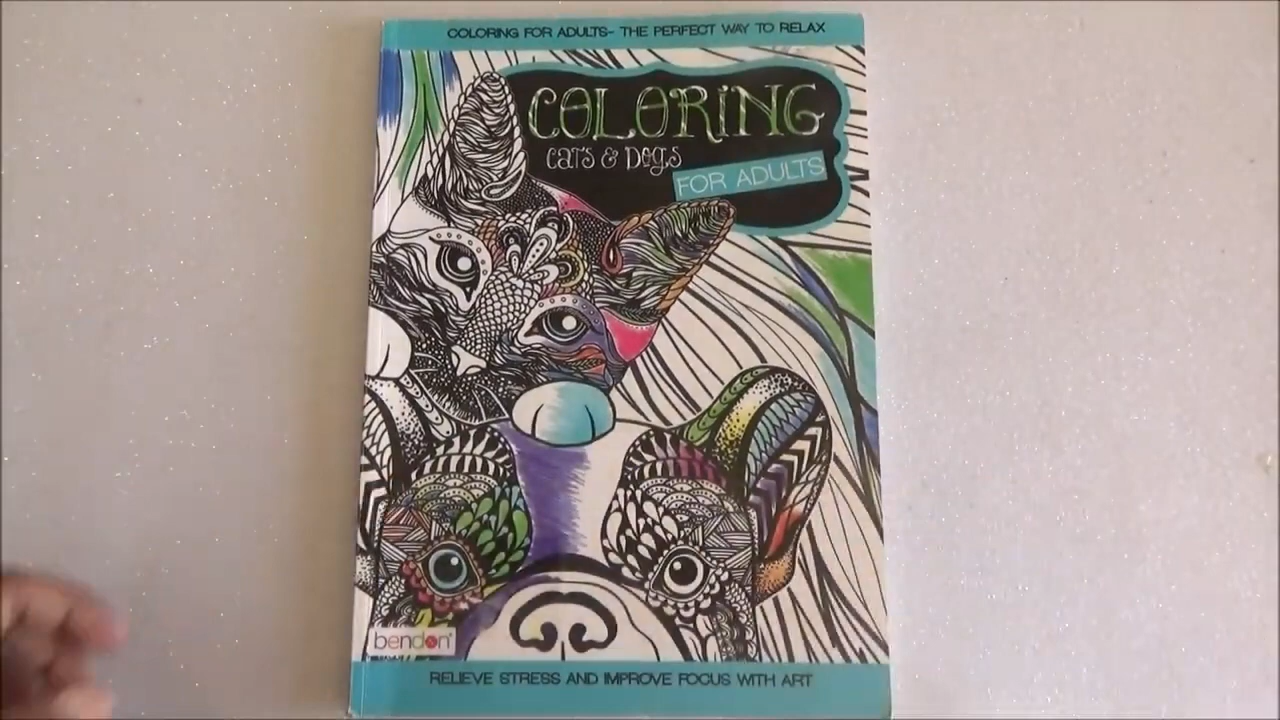 COLORING FOR ADULTS- THE PERFECT WAY TO RELAX
COLORING
CATS & DOGS
FOR ADULTS
bendon®
RELIEVE STRESS AND IMPROVE FOCUS WITH ART